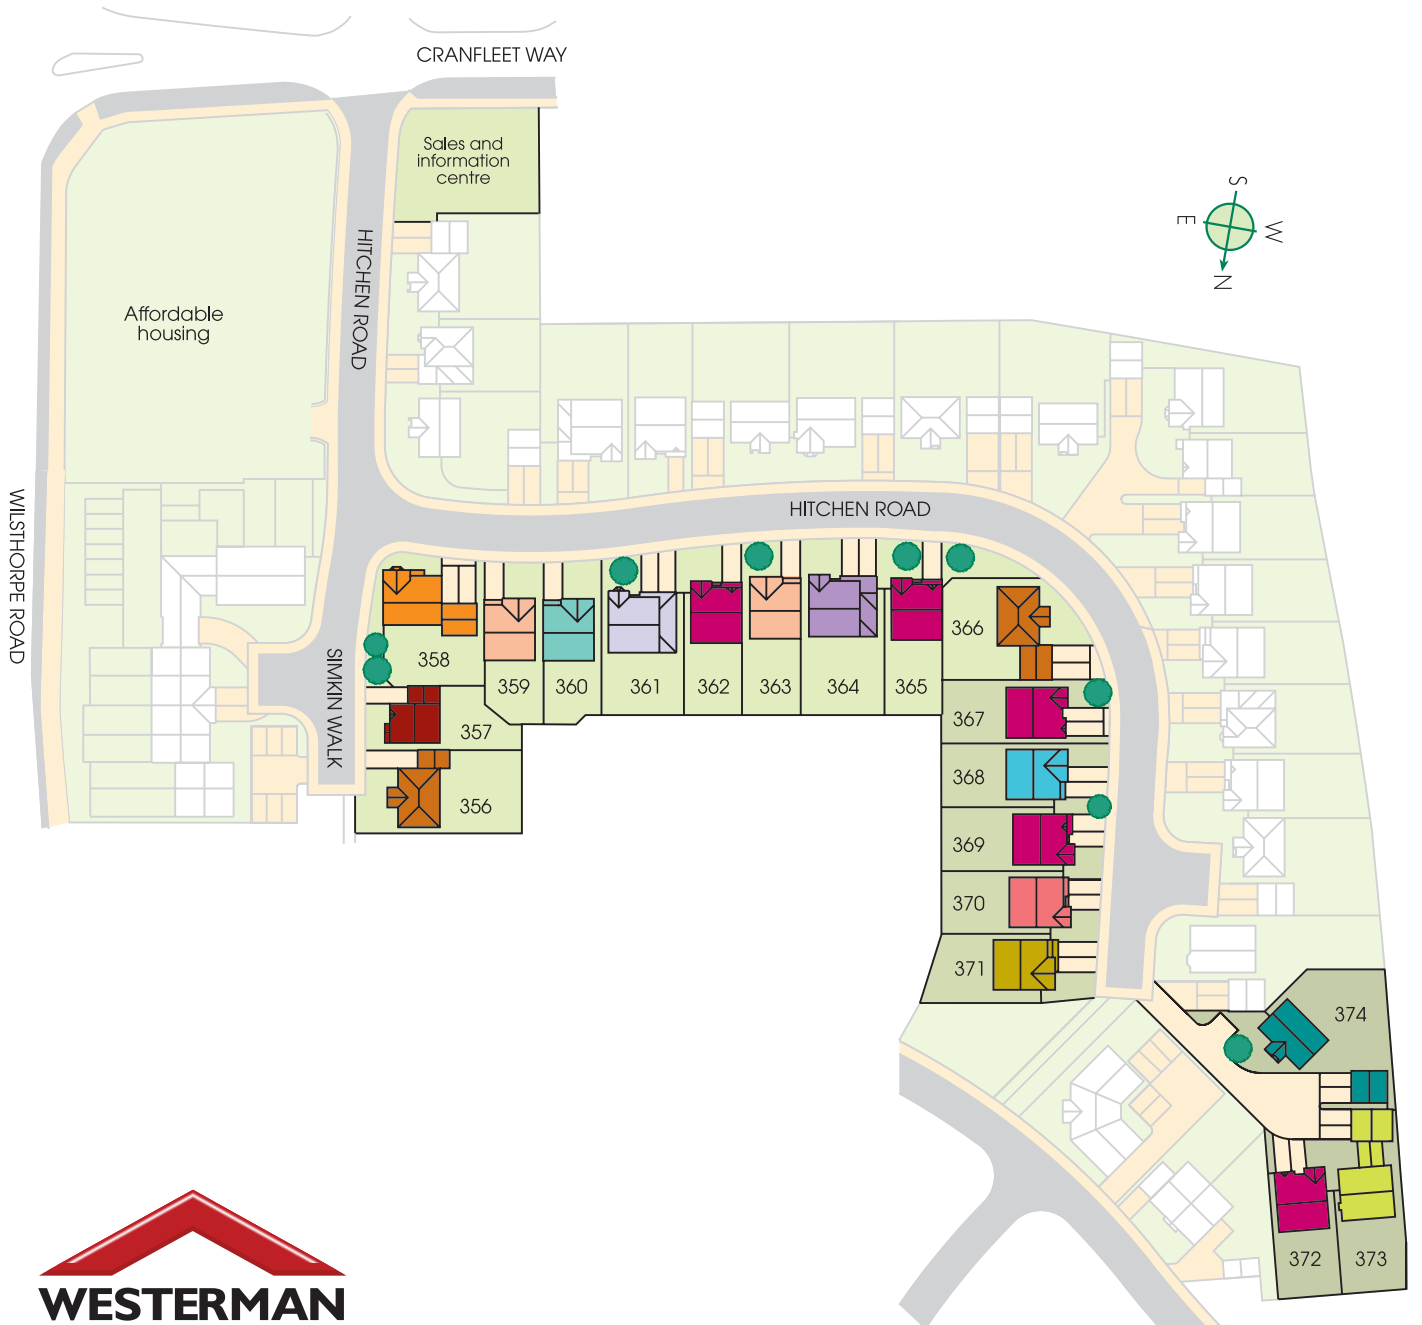 CRANFLEET WAY
Sales and
information
centre
S
E
W
N
HITCHEN ROAD
Affordable
housing
WILSTHORPE ROAD
HITCHEN ROAD
SIMKIN WALK
358
359
360
361
362
363
364
365
366
357
367
356
368
369
370
371
374
372
373
WESTERMAN